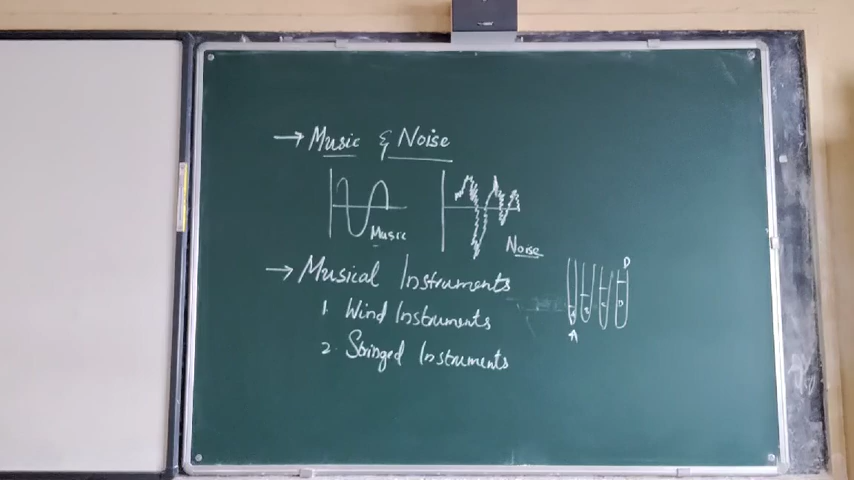 → Music & Noise
Music
Noise
→ Musical Instruments
1. Wind Instruments
2. Stringed Instruments
D
A